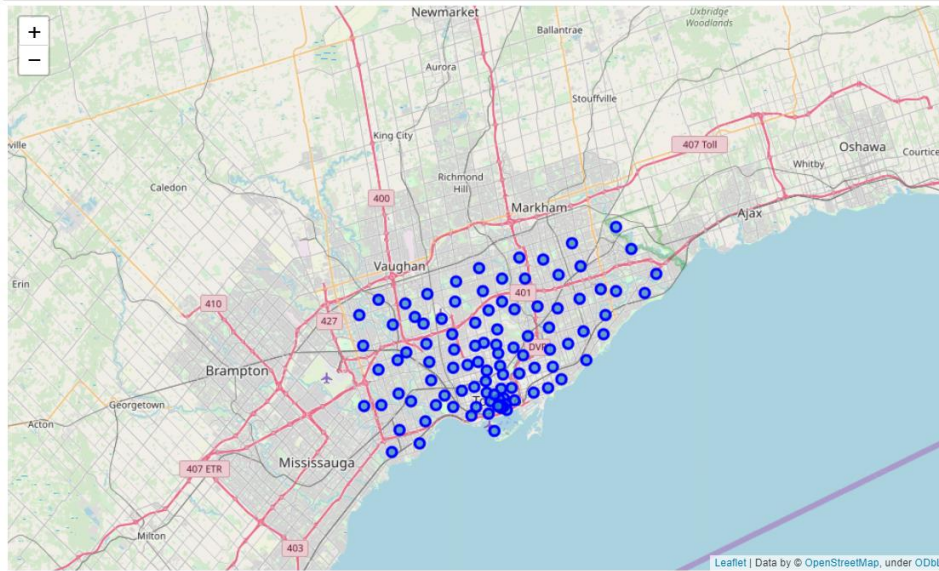 Newmarket
Uxbridge
Woodlands
+
−
Ballantrae
Aurora
Stouffville
King City
ville
407 Toll
Oshawa
Courtice
Whitby
Richmond
Hill
Caledon
400
Markham
Ajax
Vaughan
Erin
401
410
427
DVP
Brampton
Georgetown
To
Acton
Mississauga
407 ETR
Milton
403
Leaflet | Data by © OpenStreetMap, under ODbL